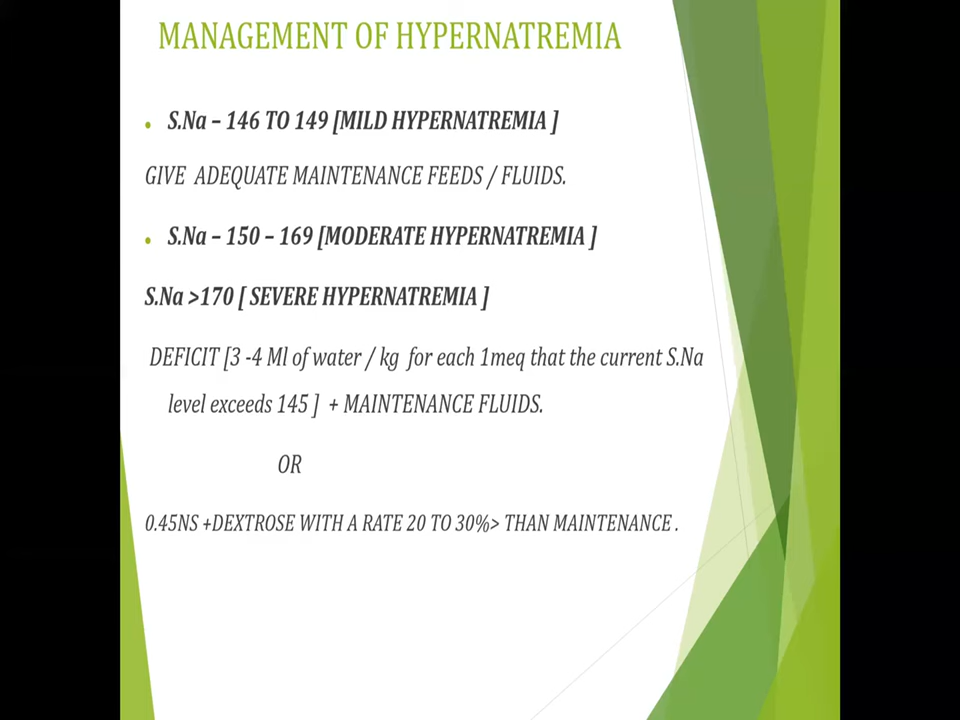 MANAGEMENT OF HYPERNATREMIA
S.Na – 146 TO 149 [MILD HYPERNATREMIA ]
GIVE ADEQUATE MAINTENANCE FEEDS / FLUIDS.
S.Na – 150 – 169 [MODERATE HYPERNATREMIA ]
S.Na >170 [ SEVERE HYPERNATREMIA ]
DEFICIT [3 -4 Ml of water / kg for each 1meq that the current S.Na
level exceeds 145 ] + MAINTENANCE FLUIDS.
OR
0.45NS +DEXTROSE WITH A RATE 20 TO 30%> THAN MAINTENANCE .